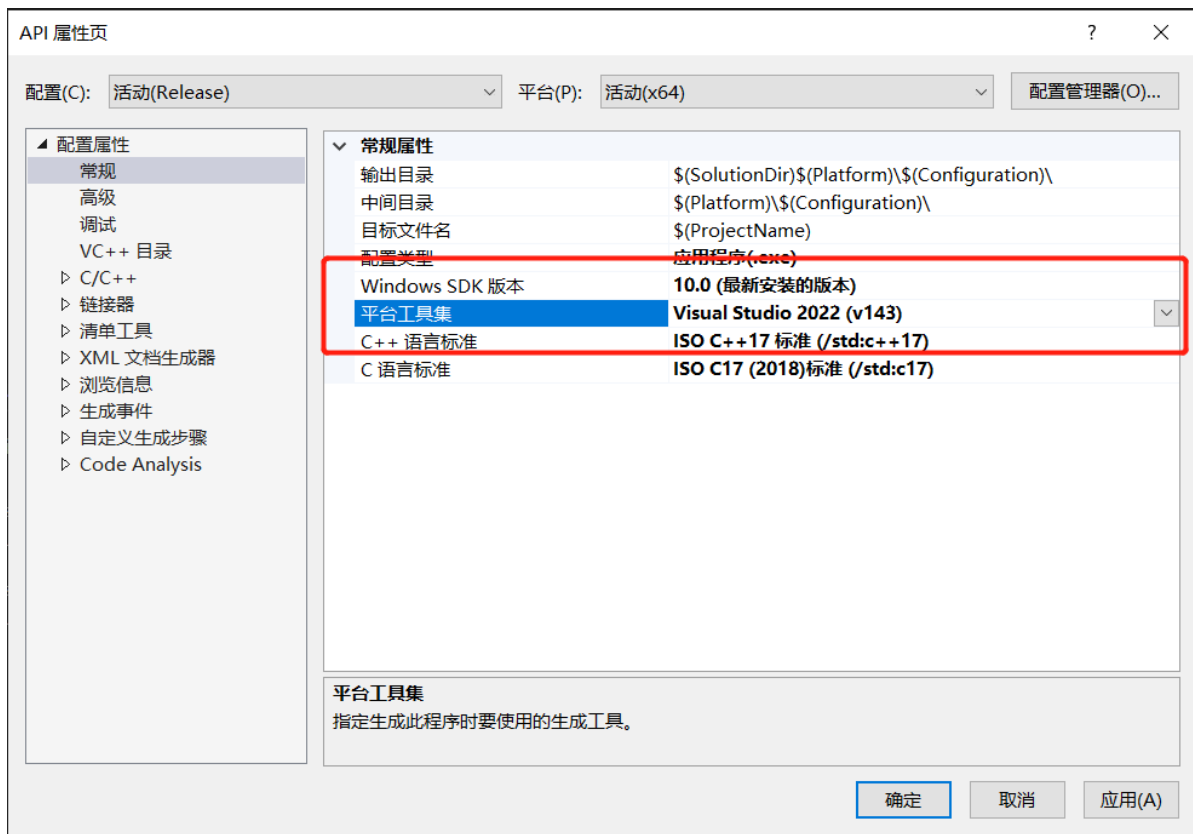 API 属性页
配置(C): 活动(Release) 平台(P): 活动(x64) 配置管理器(O)...
配置属性
常规
高级
调试
VC++ 目录
C/C++
链接器
清单工具
XML 文档生成器
浏览信息
生成事件
自定义生成步骤
Code Analysis
常规属性
输出目录 $(SolutionDir)$(Platform)\$(Configuration)\
中间目录 $(Platform)\$(Configuration)\
目标文件名 $(ProjectName)
配置类型 应用程序(.exe)
Windows SDK 版本 10.0 (最新安装的版本)
平台工具集 Visual Studio 2022 (v143)
C++ 语言标准 ISO C++17 标准 (/std:c++17)
C 语言标准 ISO C17 (2018)标准 (/std:c17)
平台工具集
指定生成此程序时要使用的生成工具。
确定 取消 应用(A)